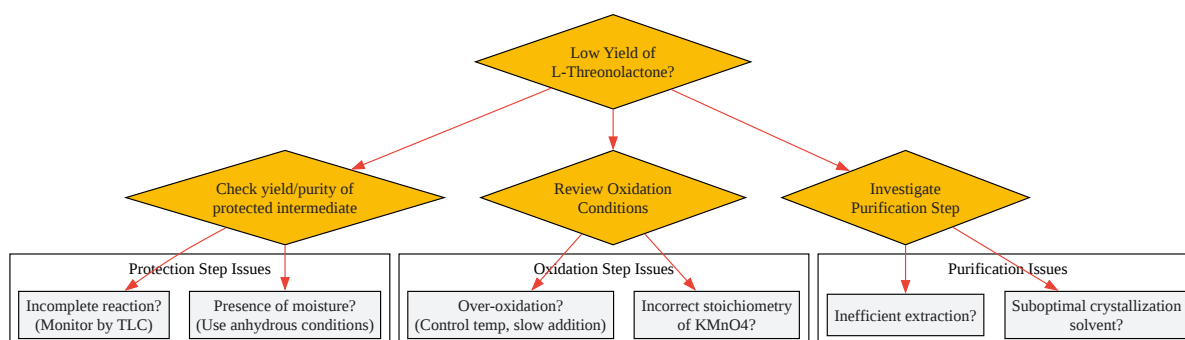 Low Yield of
L-Threonolactone?
Check yield/purity of
protected intermediate
Review Oxidation
Conditions
Investigate
Purification Step
Protection Step Issues
Incomplete reaction?
(Monitor by TLC)
Presence of moisture?
(Use anhydrous conditions)
Oxidation Step Issues
Over-oxidation?
(Control temp, slow addition)
Incorrect stoichiometry
of KMnO4?
Purification Issues
Inefficient extraction?
Suboptimal crystallization
solvent?